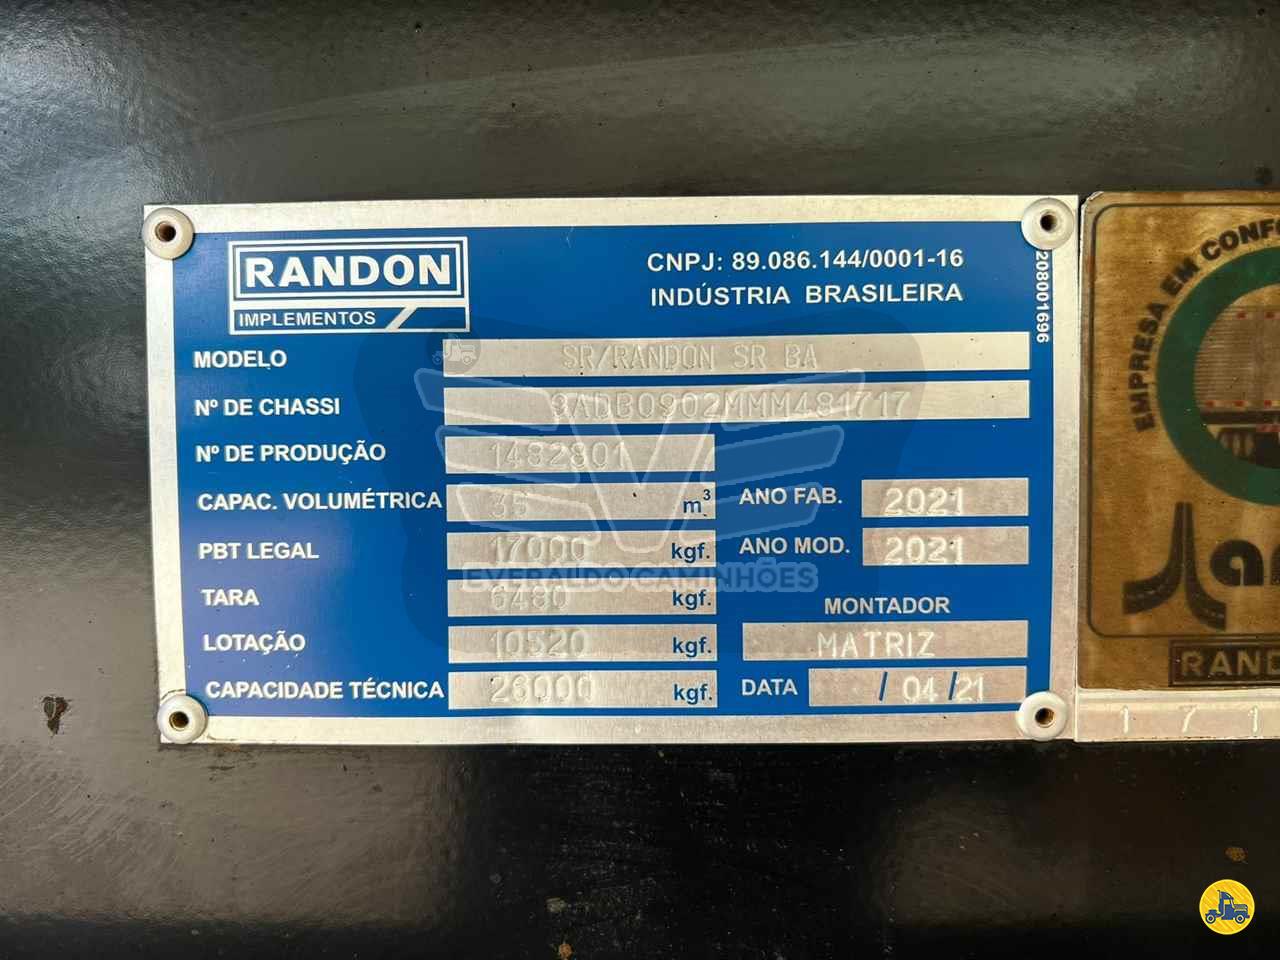 RANDON
IMPLEMENTOS
CNPJ: 89.086.144/0001-16
INDÚSTRIA BRASILEIRA
208001696
MODELO SR/RANDON SR BA
Nº DE CHASSI 9ADB0902MMM481717
Nº DE PRODUÇÃO 1482801
CAPAC. VOLUMÉTRICA 35 m³
ANO FAB. 2021
PBT LEGAL 17000 kgf.
ANO MOD. 2021
TARA 6480 kgf.
MONTADOR
LOTAÇÃO 10520 kgf.
MATRIZ
CAPACIDADE TÉCNICA 26000 kgf.
DATA / 04/21
EVERALDO CAMINHÕES
EMPRESA EM
RAND
1 7 1